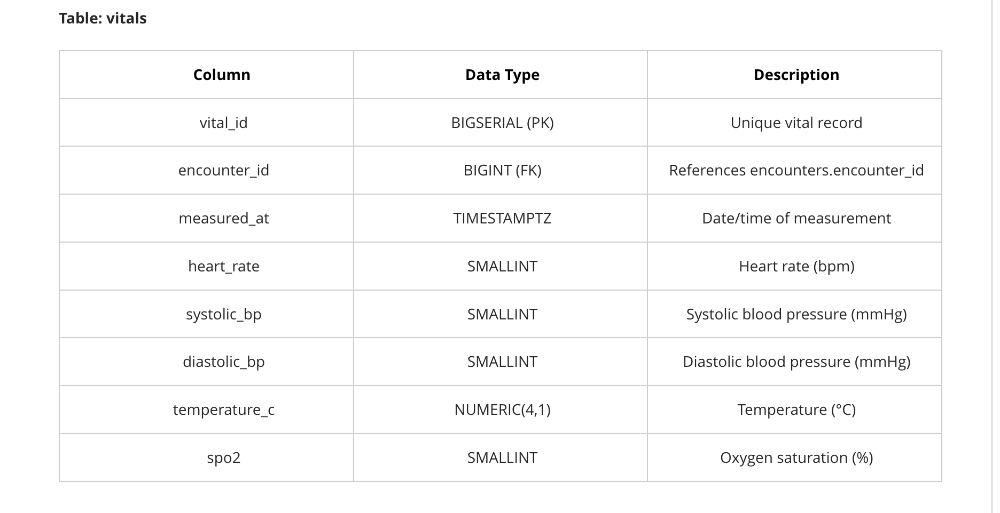 Table: vitals
Column Data Type Description
vital_id BIGSERIAL (PK) Unique vital record
encounter_id BIGINT (FK) References encounters.encounter_id
measured_at TIMESTAMPTZ Date/time of measurement
heart_rate SMALLINT Heart rate (bpm)
systolic_bp SMALLINT Systolic blood pressure (mmHg)
diastolic_bp SMALLINT Diastolic blood pressure (mmHg)
temperature_c NUMERIC(4,1) Temperature (°C)
spo2 SMALLINT Oxygen saturation (%)